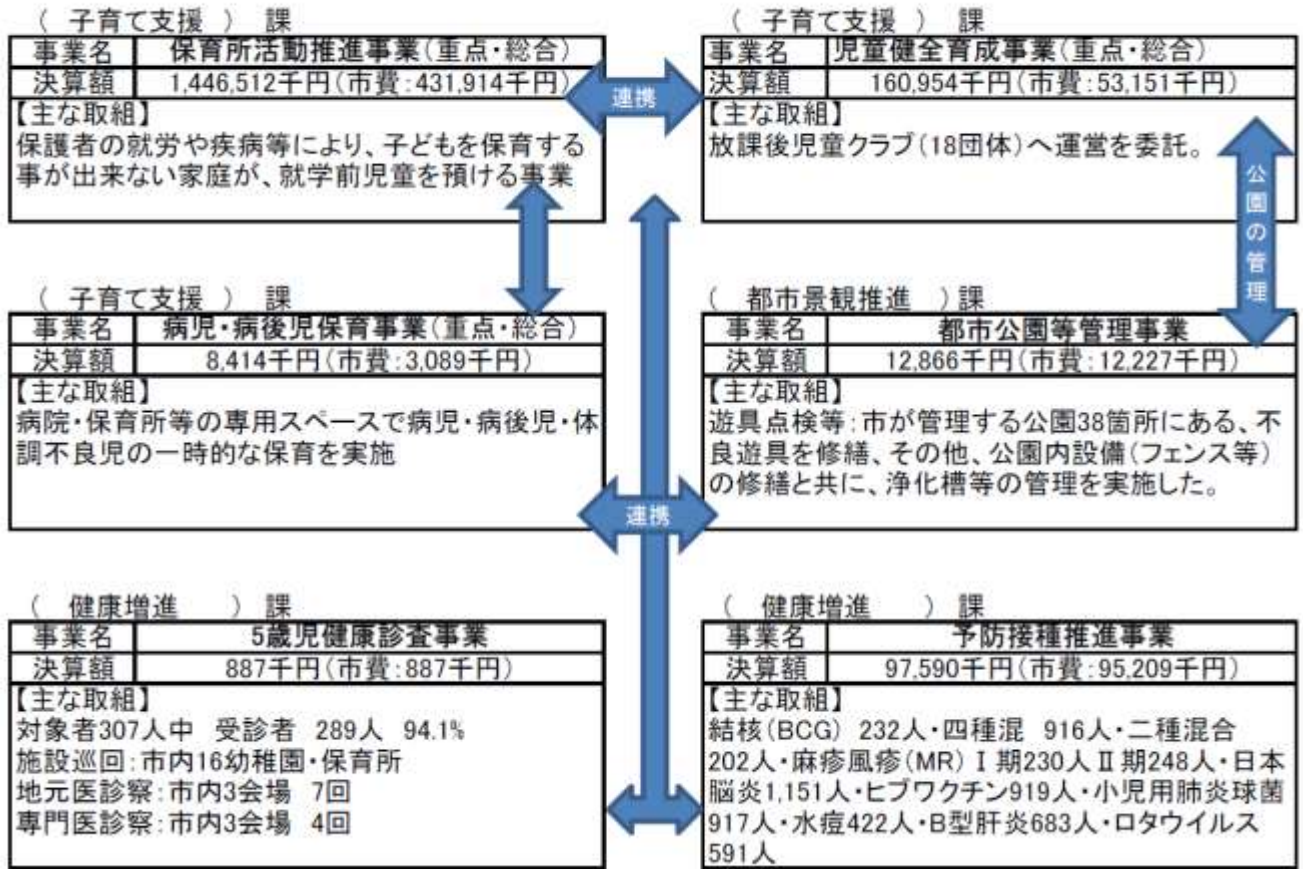 （ 子育て支援 ） 課
事業名 保育所活動推進事業(重点・総合)
決算額 1,446,512千円(市費:431,914千円)
【主な取組】
保護者の就労や疾病等により、子どもを保育する
事が出来ない家庭が、就学前児童を預ける事業
連携
（ 子育て支援 ） 課
事業名 児童健全育成事業(重点・総合)
決算額 160,954千円(市費:53,151千円)
【主な取組】
放課後児童クラブ(18団体)へ運営を委託。
公園の管理
（ 子育て支援 ） 課
事業名 病児・病後児保育事業(重点・総合)
決算額 8,414千円(市費:3,089千円)
【主な取組】
病院・保育所等の専用スペースで病児・病後児・体
調不良児の一時的な保育を実施
連携
（ 都市景観推進 ）課
事業名 都市公園等管理事業
決算額 12,866千円(市費:12,227千円)
【主な取組】
遊具点検等:市が管理する公園38箇所にある、不
良遊具を修繕、その他、公園内設備(フェンス等)
の修繕と共に、浄化槽等の管理を実施した。
（ 健康増進 ） 課
事業名 5歳児健康診査事業
決算額 887千円(市費:887千円)
【主な取組】
対象者307人中 受診者 289人 94.1%
施設巡回:市内16幼稚園・保育所
地元医診察:市内3会場 7回
専門医診察:市内3会場 4回
（ 健康増進 ） 課
事業名 予防接種推進事業
決算額 97,590千円(市費:95,209千円)
【主な取組】
結核(BCG) 232人・四種混 916人・二種混合
202人・麻疹風疹(MR)Ⅰ期230人Ⅱ期248人・日本
脳炎1,151人・ヒブワクチン919人・小児用肺炎球菌
917人・水痘422人・B型肝炎683人・ロタウイルス
591人